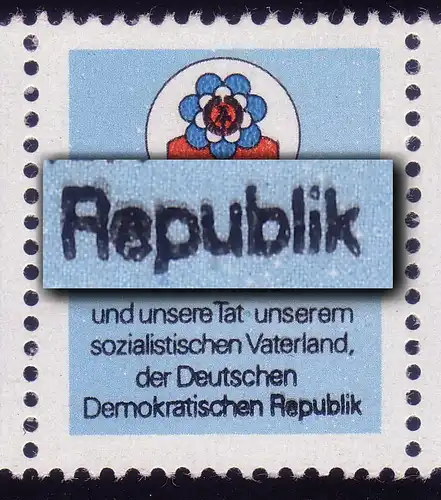 Republik
und unsere Tat unserem
sozialistischen Vaterland,
der Deutschen
Demokratischen Republik